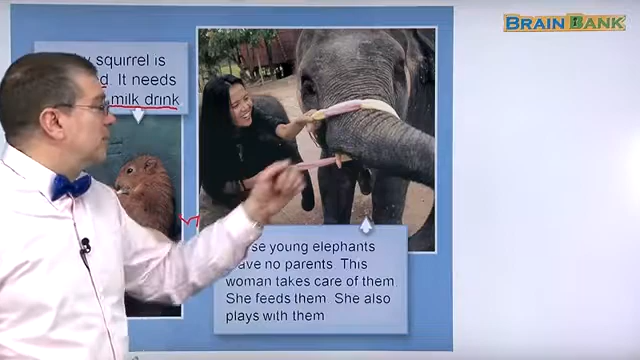 BRAIN BANK
squirrel is
It needs
milk drink
young elephants
no parents This
woman takes care of them
She feeds them She also
plays with them